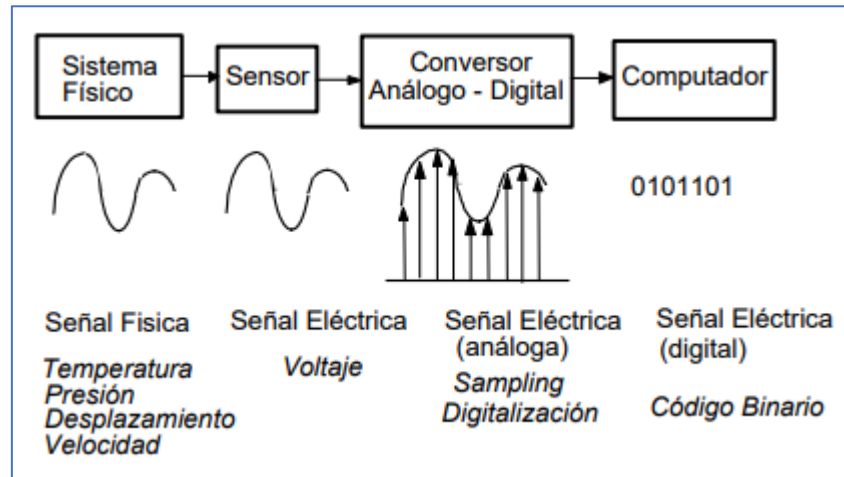 Sistema
Físico
Sensor
Conversor
Análogo - Digital
Computador
0101101
Señal Fisica
Temperatura
Presión
Desplazamiento
Velocidad
Señal Eléctrica
Voltaje
Señal Eléctrica
(análoga)
Sampling
Digitalización
Señal Eléctrica
(digital)
Código Binario